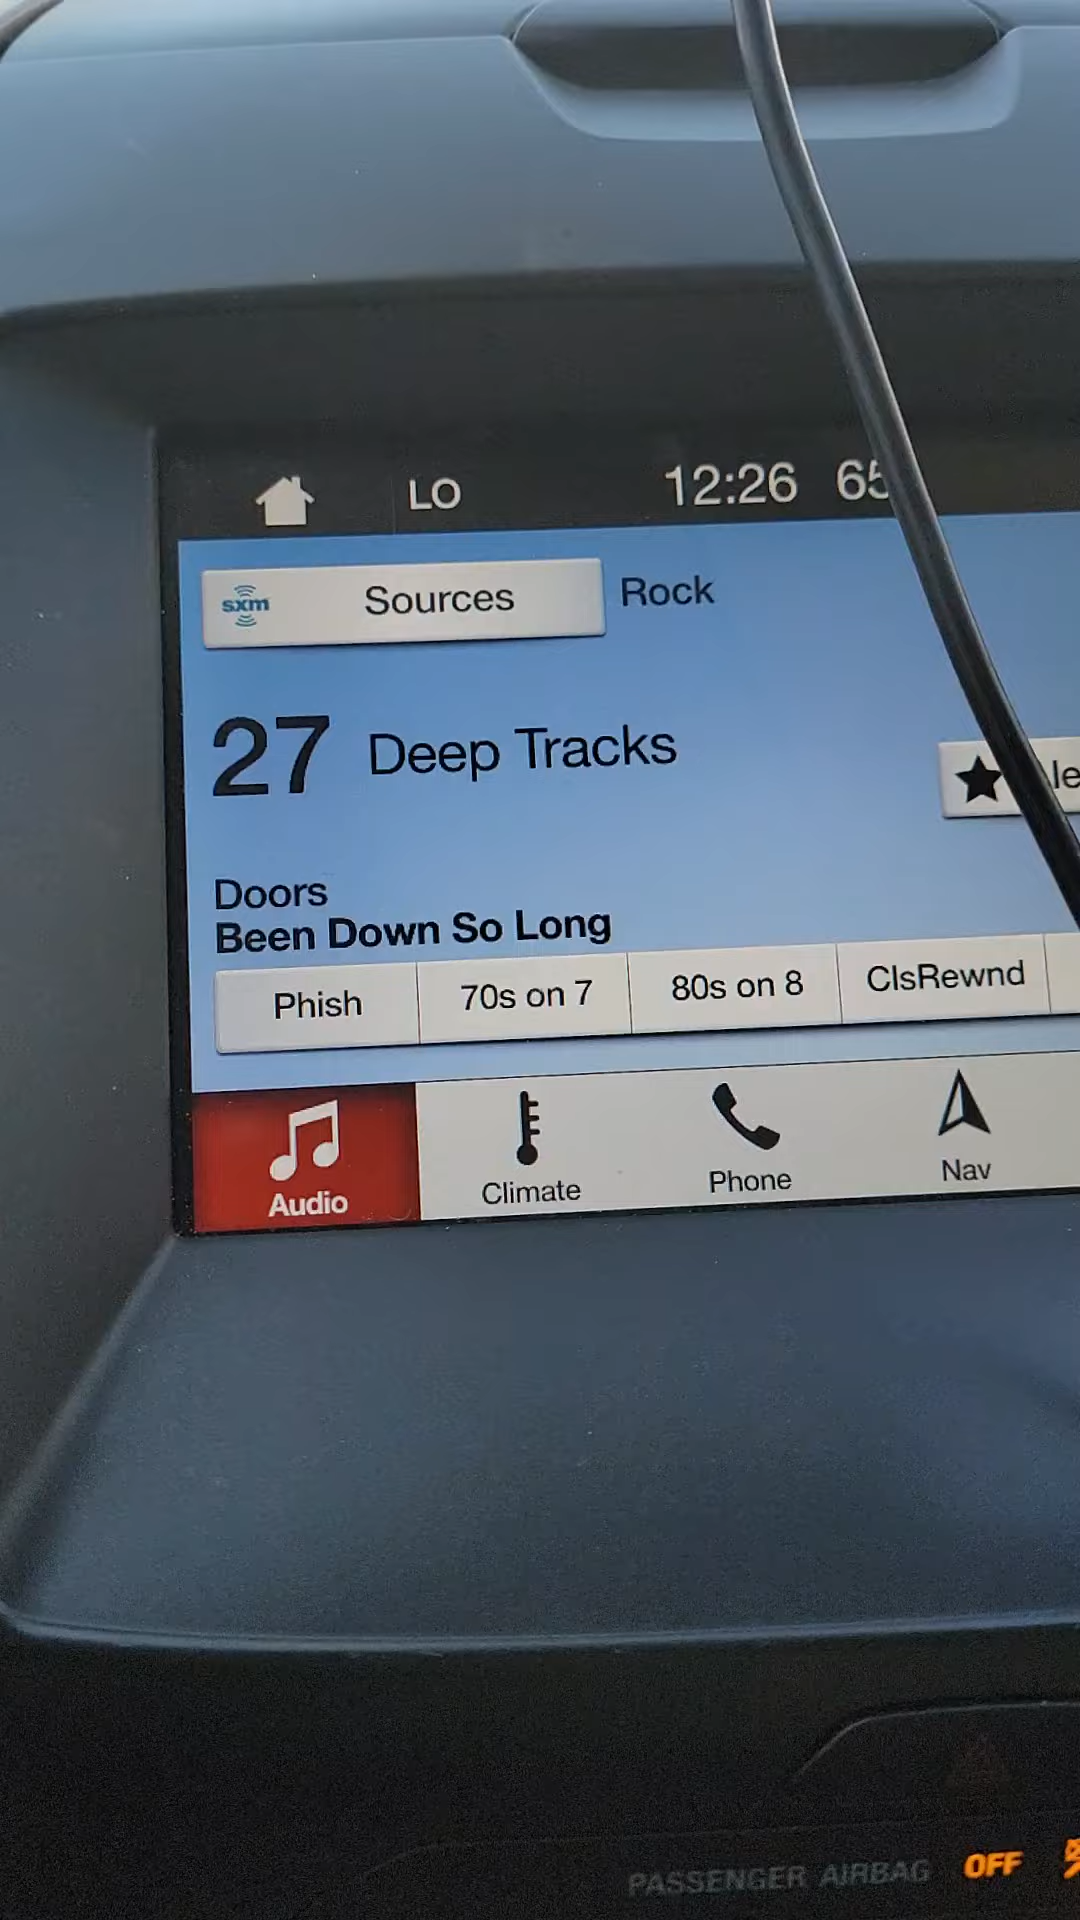 LO 12:26 65
sxm Sources Rock
27 Deep Tracks
Doors
Been Down So Long
Phish 70s on 7 80s on 8 ClsRewnd
Audio Climate Phone Nav
PASSENGER AIRBAG OFF